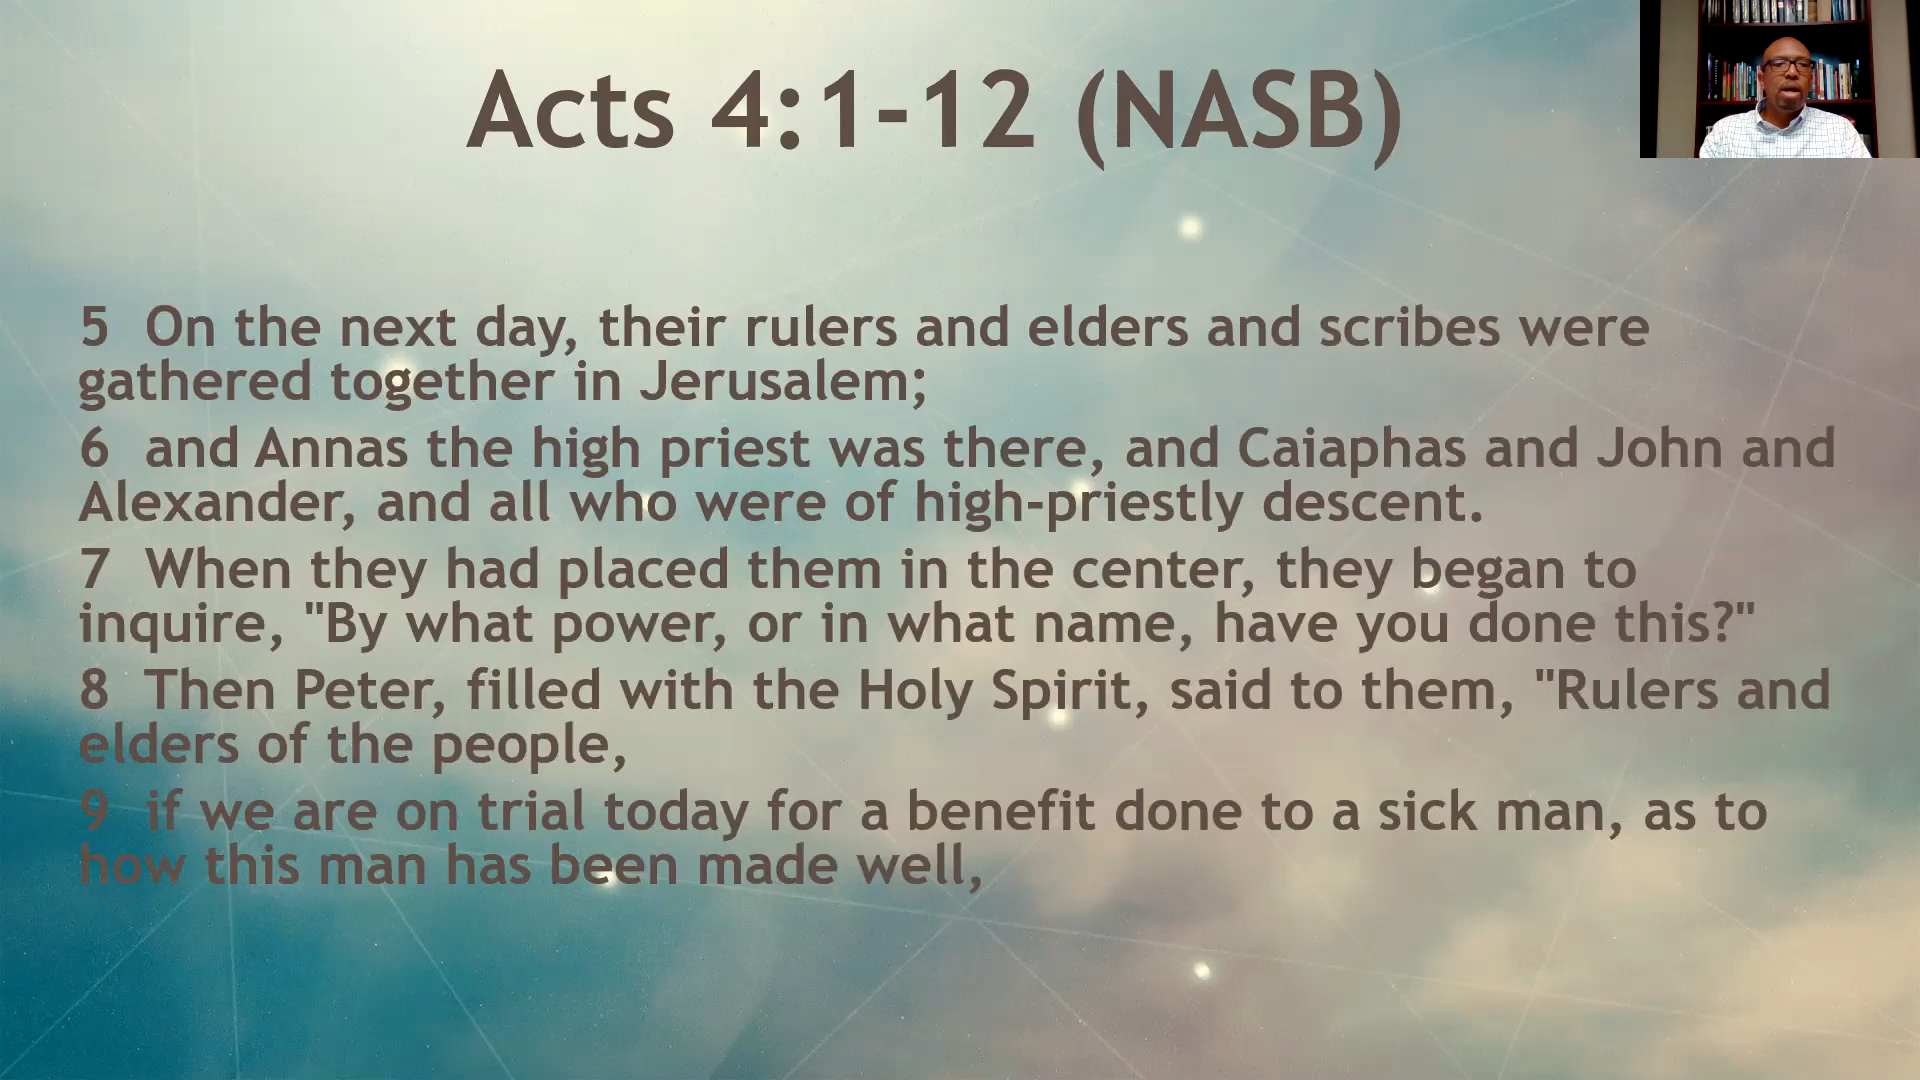 Acts 4:1-12 (NASB)
5 On the next day, their rulers and elders and scribes were
gathered together in Jerusalem;
6 and Annas the high priest was there, and Caiaphas and John and
Alexander, and all who were of high-priestly descent.
7 When they had placed them in the center, they began to
inquire, "By what power, or in what name, have you done this?"
8 Then Peter, filled with the Holy Spirit, said to them, "Rulers and
elders of the people,
9 if we are on trial today for a benefit done to a sick man, as to
how this man has been made well,